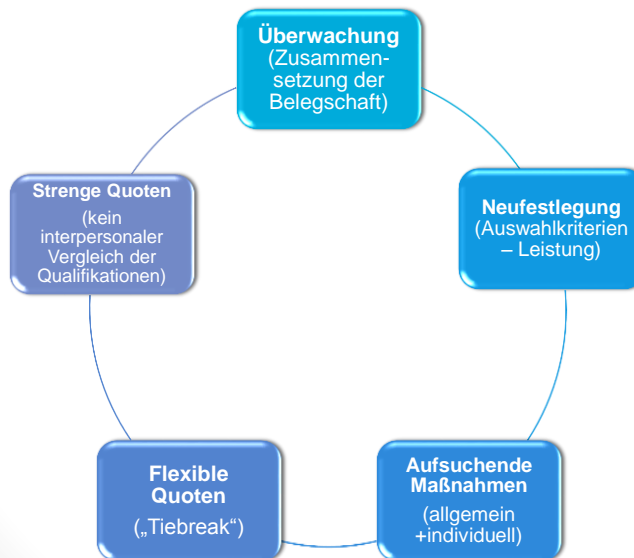 Überwachung
(Zusammen-
setzung der
Belegschaft)
Neufestlegung
(Auswahlkriterien
– Leistung)
Aufsuchende
Maßnahmen
(allgemein
+individuell)
Flexible
Quoten
(„Tiebreak“)
Strenge Quoten
(kein
interpersonaler
Vergleich der
Qualifikationen)